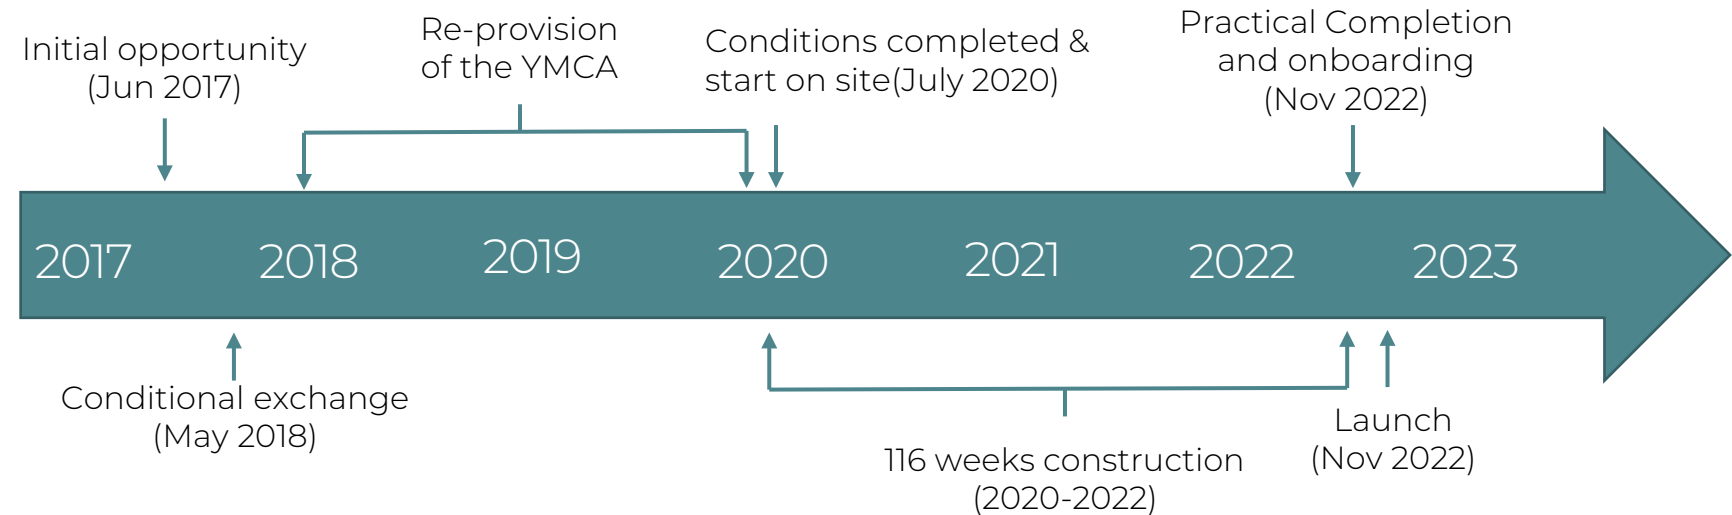 Initial opportunity
(Jun 2017)
Re-provision
of the YMCA
Conditions completed &
start on site(July 2020)
Practical Completion
and onboarding
(Nov 2022)
2017
2018
2019
2020
2021
2022
2023
Conditional exchange
(May 2018)
116 weeks construction
(2020-2022)
Launch
(Nov 2022)